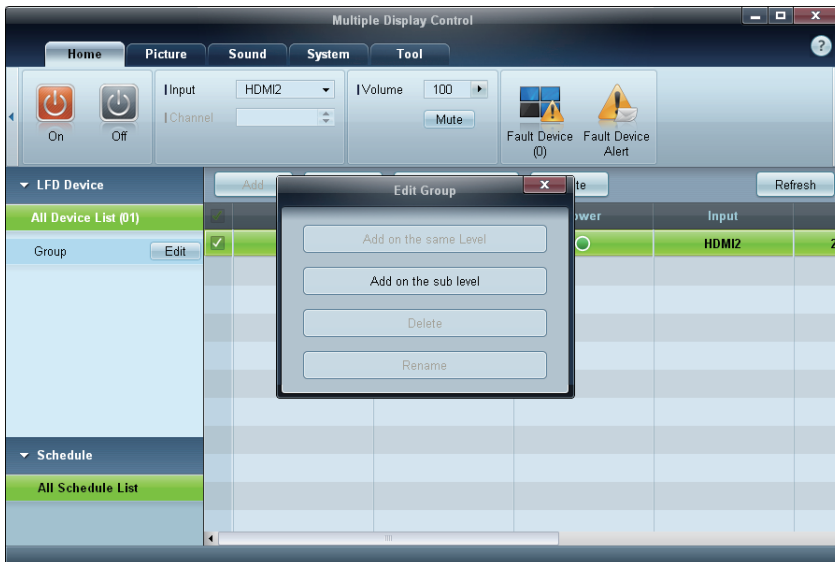 Multiple Display Control
Home Picture Sound System Tool ?
Input HDMI2 Volume 100
Channel Mute
On Off Fault Device (0) Fault Device Alert
LFD Device Add te Refresh
Edit Group
All Device List (01) ower Input
Group Edit HDMI2 2
Add on the same Level
Add on the sub level
Delete
Rename
Schedule
All Schedule List